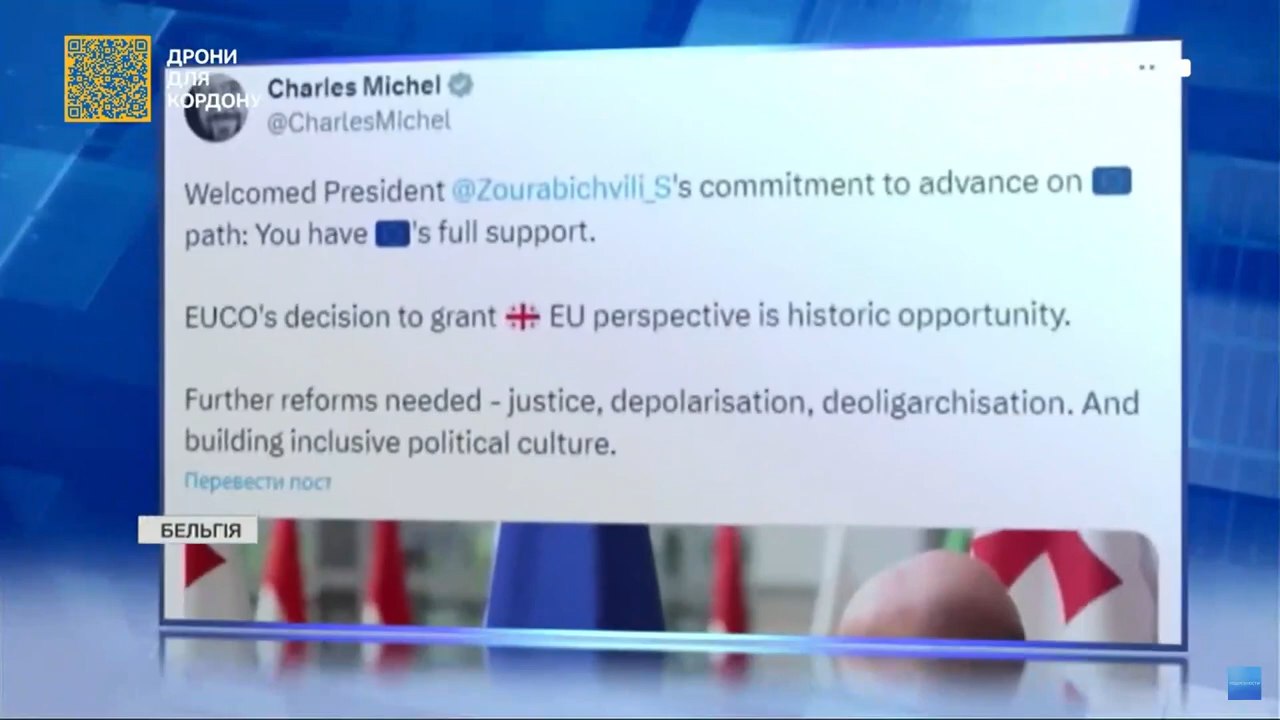 ДРОНИ
ДЛЯ
КОРДОНУ
Charles Michel
@CharlesMichel
Welcomed President @Zourabichvili_S's commitment to advance on 🇪🇺
path: You have 🇪🇺's full support.
EUCO's decision to grant 🇬🇪 EU perspective is historic opportunity.
Further reforms needed - justice, depolarisation, deoligarchisation. And
building inclusive political culture.
Перевести пост
БЕЛЬГІЯ